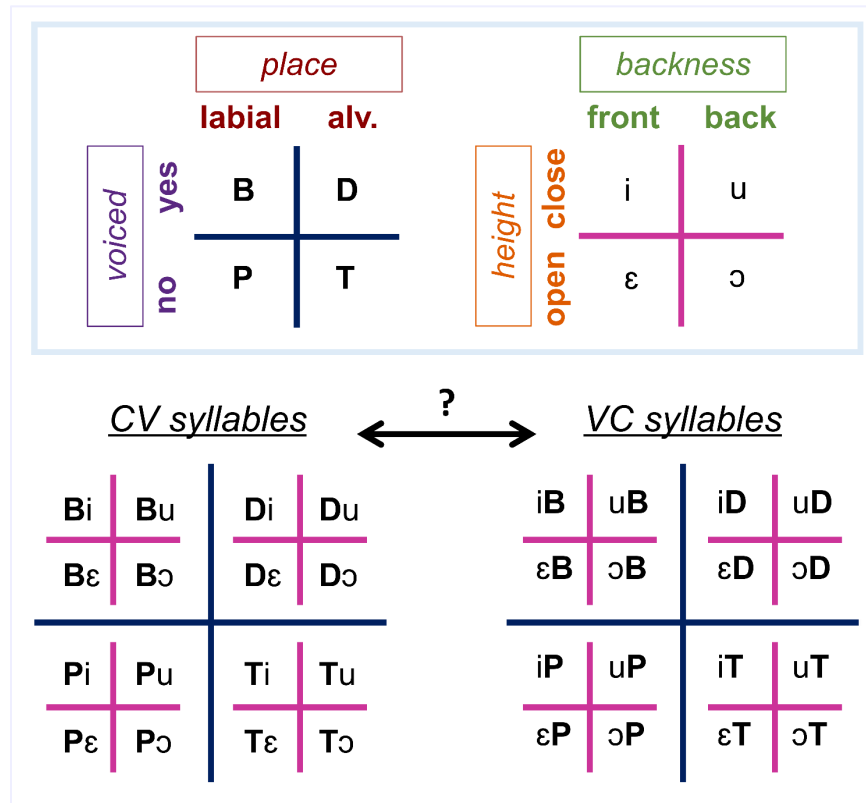 place backness
labial alv. front back
voiced yes B D height close i u
no P T open ɛ ɔ
?
CV syllables VC syllables
Bi Bu Di Du iB uB iD uD
Bɛ Bɔ Dɛ Dɔ ɛB ɔB ɛD ɔD
Pi Pu Ti Tu iP uP iT uT
Pɛ Pɔ Tɛ Tɔ ɛP ɔP ɛT ɔT